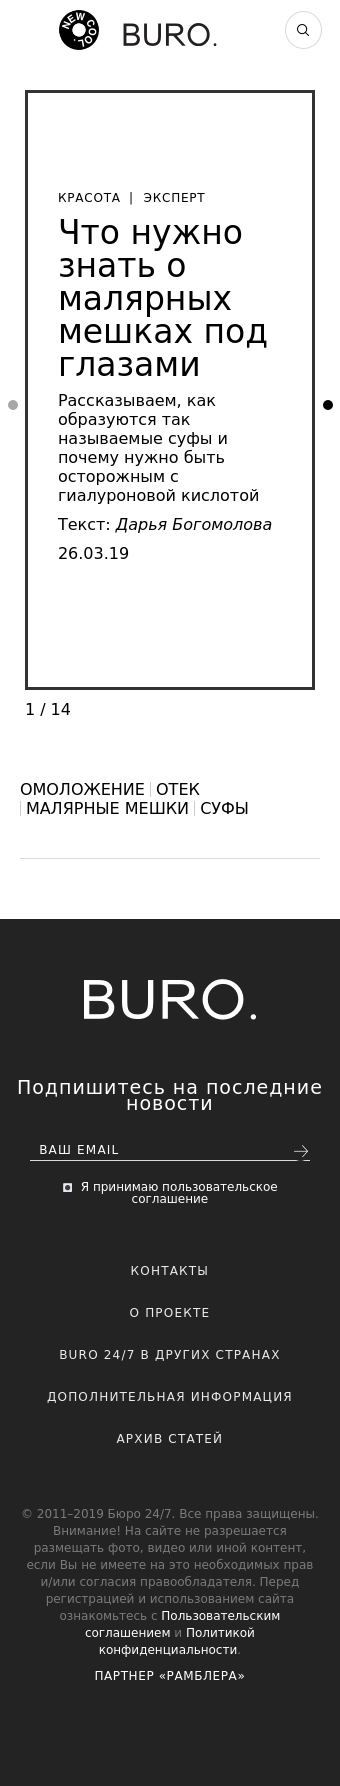 NEW COOL.
BURO.
КРАСОТА | ЭКСПЕРТ
Что нужно
знать о
малярных
мешках под
глазами
Рассказываем, как
образуются так
называемые суфы и
почему нужно быть
осторожным с
гиалуроновой кислотой
Текст: Дарья Богомолова
26.03.19
1 / 14
ОМОЛОЖЕНИЕ ОТЕК
МАЛЯРНЫЕ МЕШКИ СУФЫ
BURO.
Подпишитесь на последние
новости
ВАШ EMAIL
Я принимаю пользовательское
соглашение
КОНТАКТЫ
О ПРОЕКТЕ
BURO 24/7 В ДРУГИХ СТРАНАХ
ДОПОЛНИТЕЛЬНАЯ ИНФОРМАЦИЯ
АРХИВ СТАТЕЙ
© 2011–2019 Бюро 24/7. Все права защищены.
Внимание! На сайте не разрешается
размещать фото, видео или иной контент,
если Вы не имеете на это необходимых прав
и/или согласия правообладателя. Перед
регистрацией и использованием сайта
ознакомьтесь с Пользовательским
соглашением и Политикой
конфиденциальности.
ПАРТНЕР «РАМБЛЕРА»